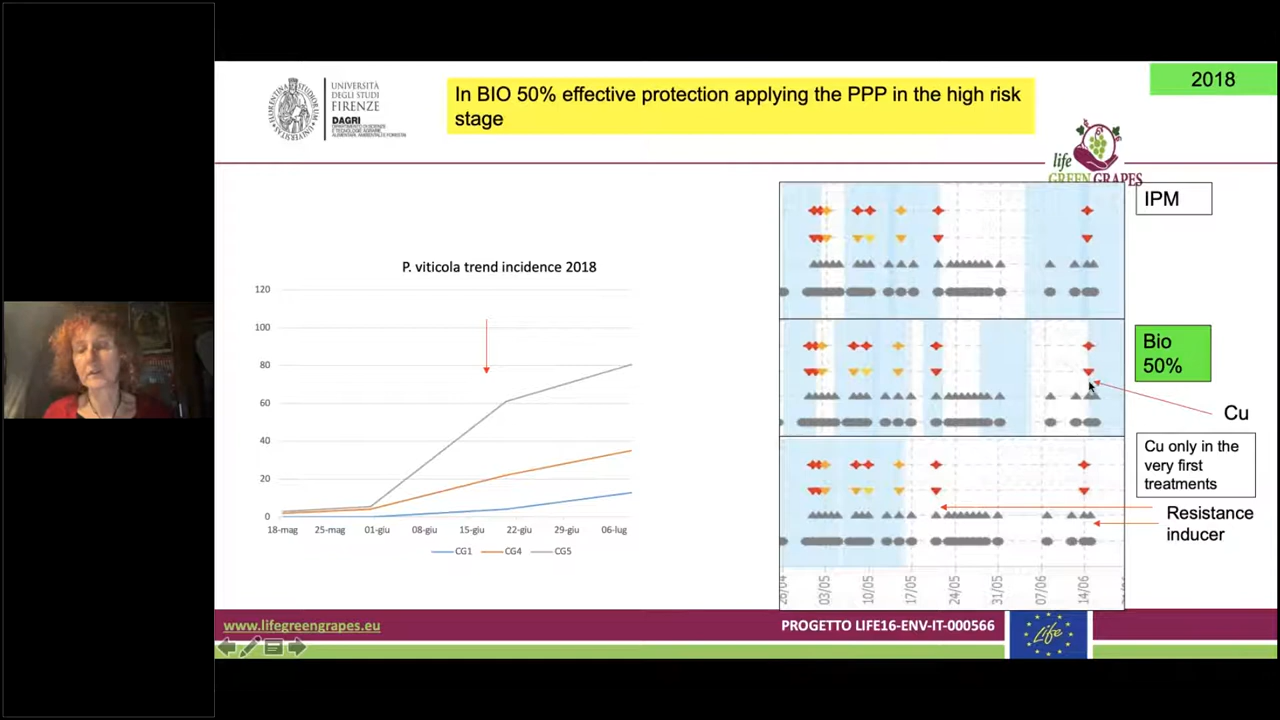 UNIVERSITÀ
DEGLI STUDI
FIRENZE
DAGRI
In BIO 50% effective protection applying the PPP in the high risk
stage
2018
life
GREEN GRAPES
IPM
P. viticola trend incidence 2018
120
100
80
60
40
20
0
18-mag 25-mag 01-giu 08-giu 15-giu 22-giu 29-giu 06-lug
CG1 CG4 CG5
Bio
50%
Cu
Cu only in the
very first
treatments
Resistance
inducer
03/05 10/05 17/05 24/05 31/05 07/06 14/06
www.lifegreengrapes.eu
PROGETTO LIFE16-ENV-IT-000566
Life